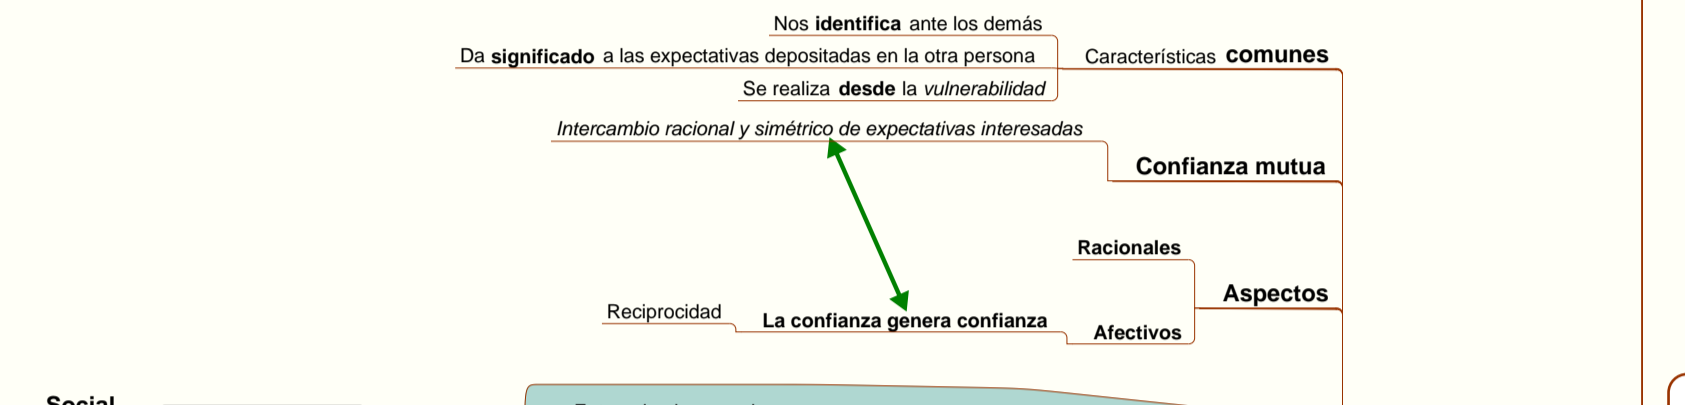 Nos identifica ante los demás
Da significado a las expectativas depositadas en la otra persona
Características comunes
Se realiza desde la vulnerabilidad
Intercambio racional y simétrico de expectativas interesadas
Confianza mutua
Racionales
Aspectos
Reciprocidad
La confianza genera confianza
Afectivos
Social